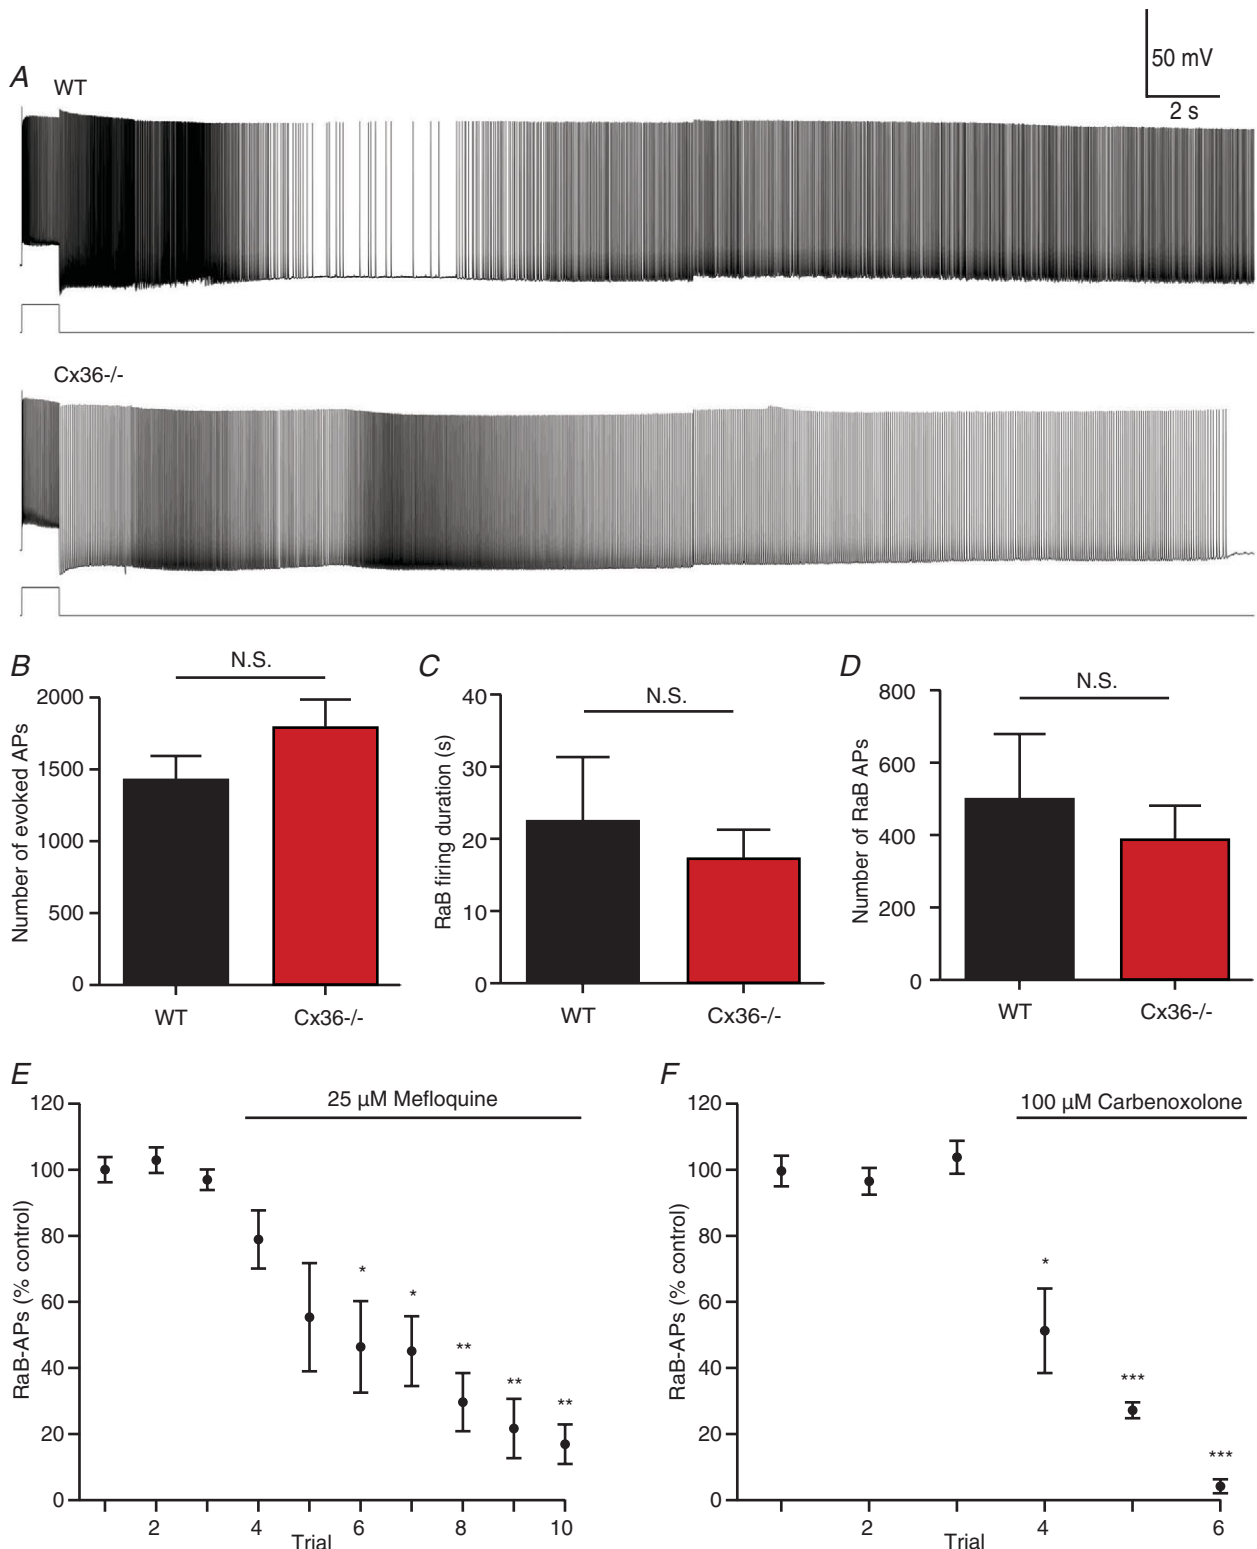 A
WT
50 mV
2 s
Cx36-/-
B
N.S.
Number of evoked APs
2000
1500
1000
500
0
WT
Cx36-/-
C
N.S.
RaB firing duration (s)
40
30
20
10
0
WT
Cx36-/-
D
N.S.
Number of RaB APs
800
600
400
200
0
WT
Cx36-/-
E
25 µM Mefloquine
RaB-APs (% control)
120
100
80
60
40
20
0
*
*
**
**
**
2 4 6 8 10
Trial
F
100 µM Carbenoxolone
RaB-APs (% control)
120
100
80
60
40
20
0
*
***
***
2 4 6
Trial